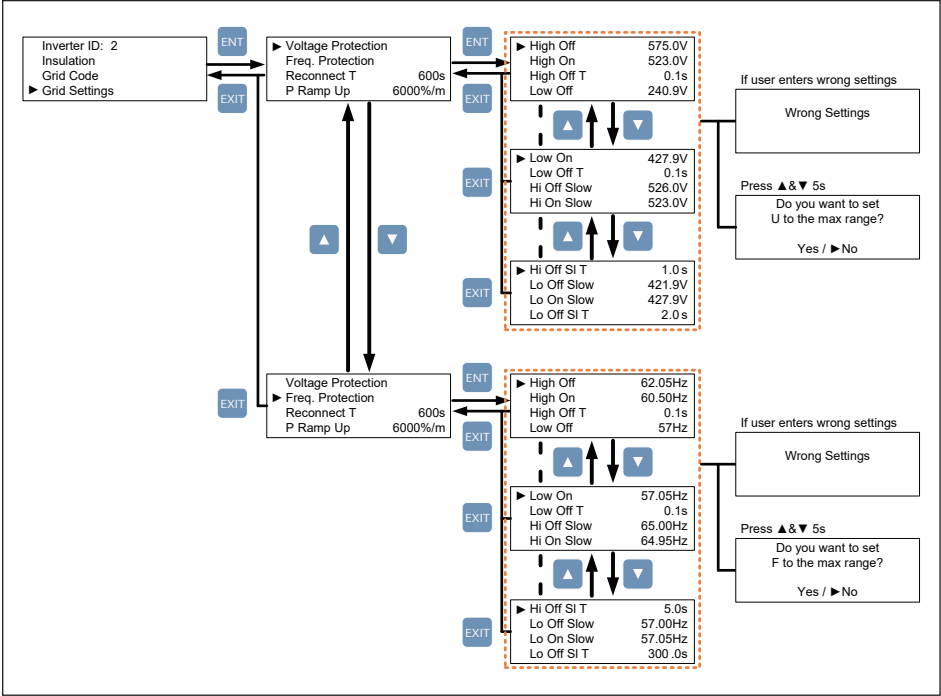 Inverter ID: 2
Insulation
Grid Code
► Grid Settings
ENT
EXIT
► Voltage Protection
Freq. Protection
Reconnect T 600s
P Ramp Up 6000%/m
ENT
EXIT
► High Off 575.0V
High On 523.0V
High Off T 0.1s
Low Off 240.9V
▲ ▼
EXIT
► Low On 427.9V
Low Off T 0.1s
Hi Off Slow 526.0V
Hi On Slow 523.0V
▲ ▼
EXIT
► Hi Off Sl T 1.0s
Lo Off Slow 421.9V
Lo On Slow 427.9V
Lo Off Sl T 2.0s
If user enters wrong settings
Wrong Settings
Press ▲&▼ 5s
Do you want to set
U to the max range?
Yes / ►No
▲ ▼
EXIT
Voltage Protection
► Freq. Protection
Reconnect T 600s
P Ramp Up 6000%/m
ENT
EXIT
► High Off 62.05Hz
High On 60.50Hz
High Off T 0.1s
Low Off 57Hz
▲ ▼
EXIT
► Low On 57.05Hz
Low Off T 0.1s
Hi Off Slow 65.00Hz
Hi On Slow 64.95Hz
▲ ▼
EXIT
► Hi Off Sl T 5.0s
Lo Off Slow 57.00Hz
Lo On Slow 57.05Hz
Lo Off Sl T 300 .0s
If user enters wrong settings
Wrong Settings
Press ▲&▼ 5s
Do you want to set
F to the max range?
Yes / ►No